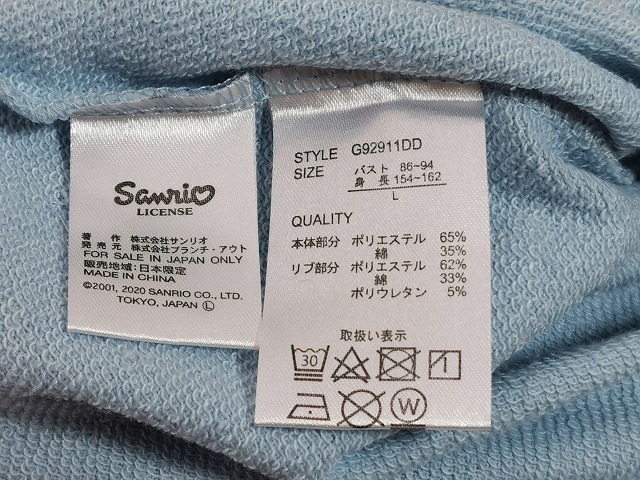 Sanrio
LICENSE
著　作　株式会社サンリオ
発 売 元　株式会社ブランチ・アウト
FOR SALE IN JAPAN ONLY
販売地域：日本限定
MADE IN CHINA
©2001, 2020 SANRIO CO., LTD.
TOKYO, JAPAN Ⓛ
STYLE G92911DD
SIZE バスト 86~94
身 長 154~162
L
QUALITY
本体部分 ポリエステル 65%
綿 35%
リブ部分 ポリエステル 62%
綿 33%
ポリウレタン 5%
取扱い表示
30
W